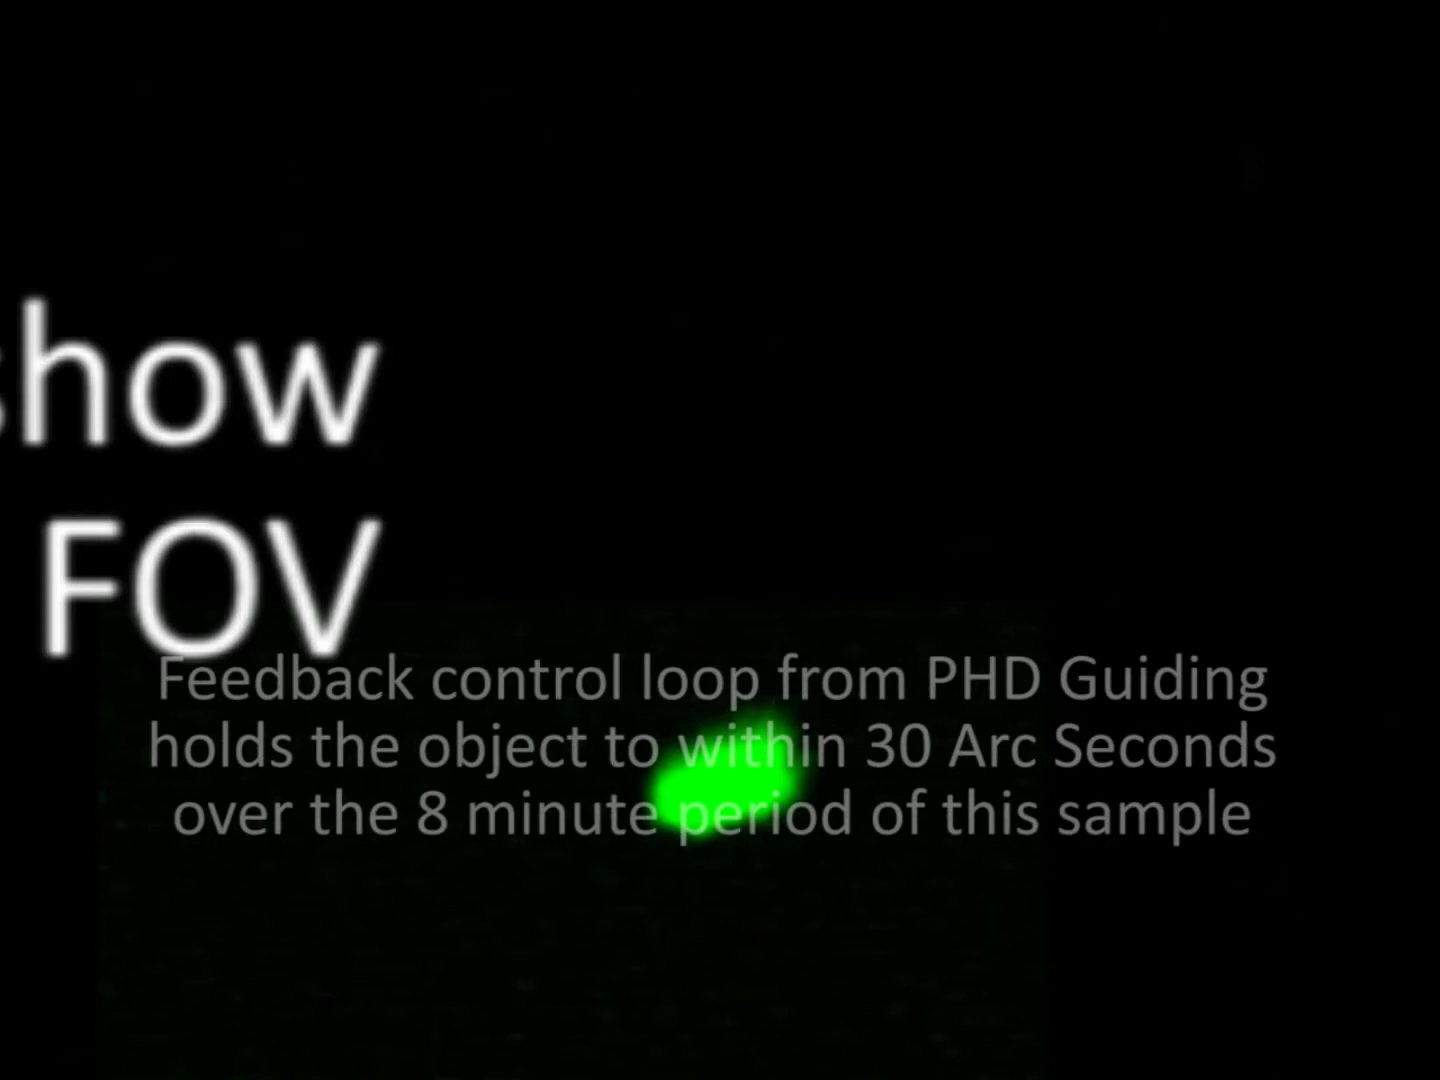 show
FOV
Feedback control loop from PHD Guiding
holds the object to within 30 Arc Seconds
over the 8 minute period of this sample